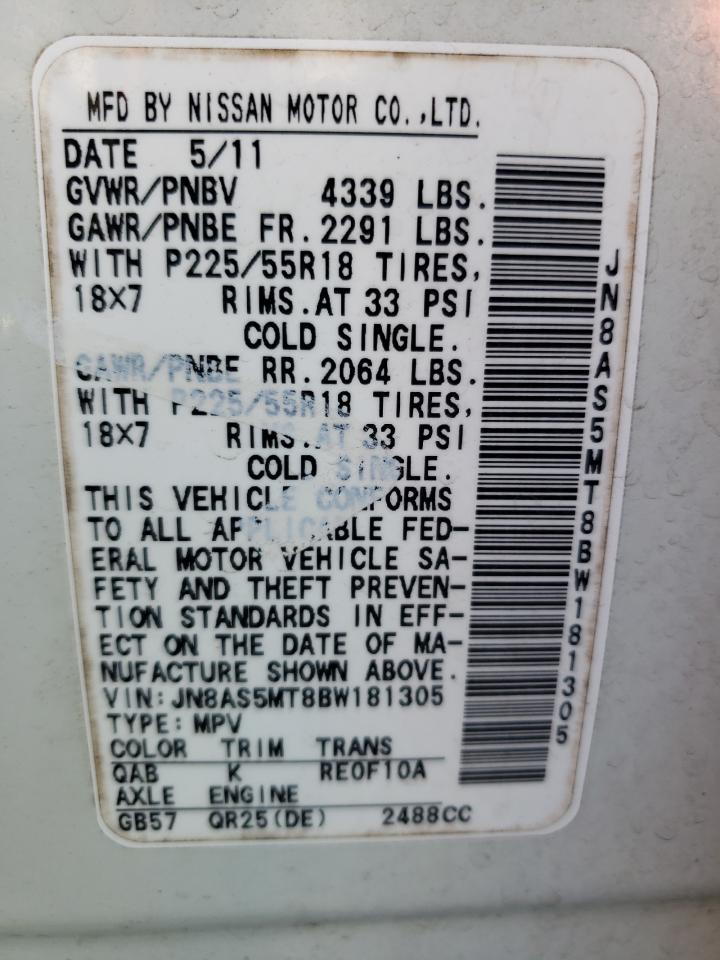 MFD BY NISSAN MOTOR CO.,LTD.
DATE 5/11
GVWR/PNBV 4339 LBS.
GAWR/PNBE FR.2291 LBS.
WITH P225/55R18 TIRES,
18X7 RIMS.AT 33 PSI
COLD SINGLE.
GAWR/PNBE RR.2064 LBS.
WITH P225/55R18 TIRES,
18X7 RIMS.AT 33 PSI
COLD SINGLE.
THIS VEHICLE CONFORMS
TO ALL APPLICABLE FED-
ERAL MOTOR VEHICLE SA-
FETY AND THEFT PREVEN-
TION STANDARDS IN EFF-
ECT ON THE DATE OF MA-
NUFACTURE SHOWN ABOVE.
VIN:JN8AS5MT8BW181305
TYPE:MPV
COLOR TRIM TRANS
QAB K RE0F10A
AXLE ENGINE
GB57 QR25(DE) 2488CC
JN8AS5MT8BW181305